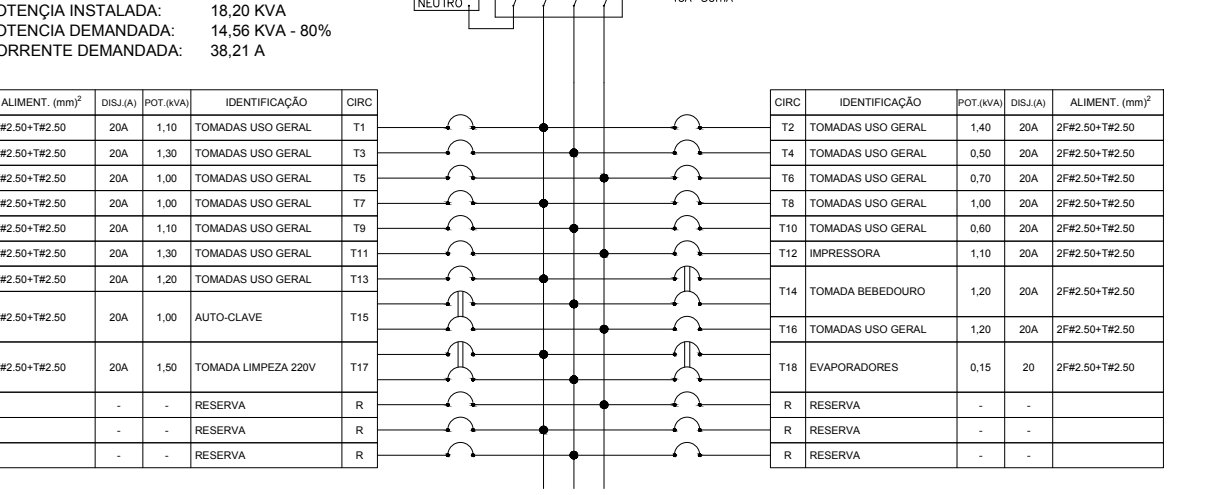 OTENÇIA INSTALADA: 18,20 KVA
OTENCIA DEMANDADA: 14,56 KVA - 80%
ORRENTE DEMANDADA: 38,21 A
NEUTRO
ALIMENT. (mm)² DISJ.(A) POT.(kVA) IDENTIFICAÇÃO CIRC
#2.50+T#2.50 20A 1,10 TOMADAS USO GERAL T1
#2.50+T#2.50 20A 1,30 TOMADAS USO GERAL T3
#2.50+T#2.50 20A 1,00 TOMADAS USO GERAL T5
#2.50+T#2.50 20A 1,00 TOMADAS USO GERAL T7
#2.50+T#2.50 20A 1,10 TOMADAS USO GERAL T9
#2.50+T#2.50 20A 1,30 TOMADAS USO GERAL T11
#2.50+T#2.50 20A 1,20 TOMADAS USO GERAL T13
#2.50+T#2.50 20A 1,00 AUTO-CLAVE T15
#2.50+T#2.50 20A 1,50 TOMADA LIMPEZA 220V T17
- - RESERVA R
- - RESERVA R
- - RESERVA R
CIRC IDENTIFICAÇÃO POT.(kVA) DISJ.(A) ALIMENT. (mm)²
T2 TOMADAS USO GERAL 1,40 20A 2F#2.50+T#2.50
T4 TOMADAS USO GERAL 0,50 20A 2F#2.50+T#2.50
T6 TOMADAS USO GERAL 0,70 20A 2F#2.50+T#2.50
T8 TOMADAS USO GERAL 1,00 20A 2F#2.50+T#2.50
T10 TOMADAS USO GERAL 0,60 20A 2F#2.50+T#2.50
T12 IMPRESSORA 1,10 20A 2F#2.50+T#2.50
T14 TOMADA BEBEDOURO 1,20 20A 2F#2.50+T#2.50
T16 TOMADAS USO GERAL 1,20 20A 2F#2.50+T#2.50
T18 EVAPORADORES 0,15 20 2F#2.50+T#2.50
R RESERVA - -
R RESERVA - -
R RESERVA - -